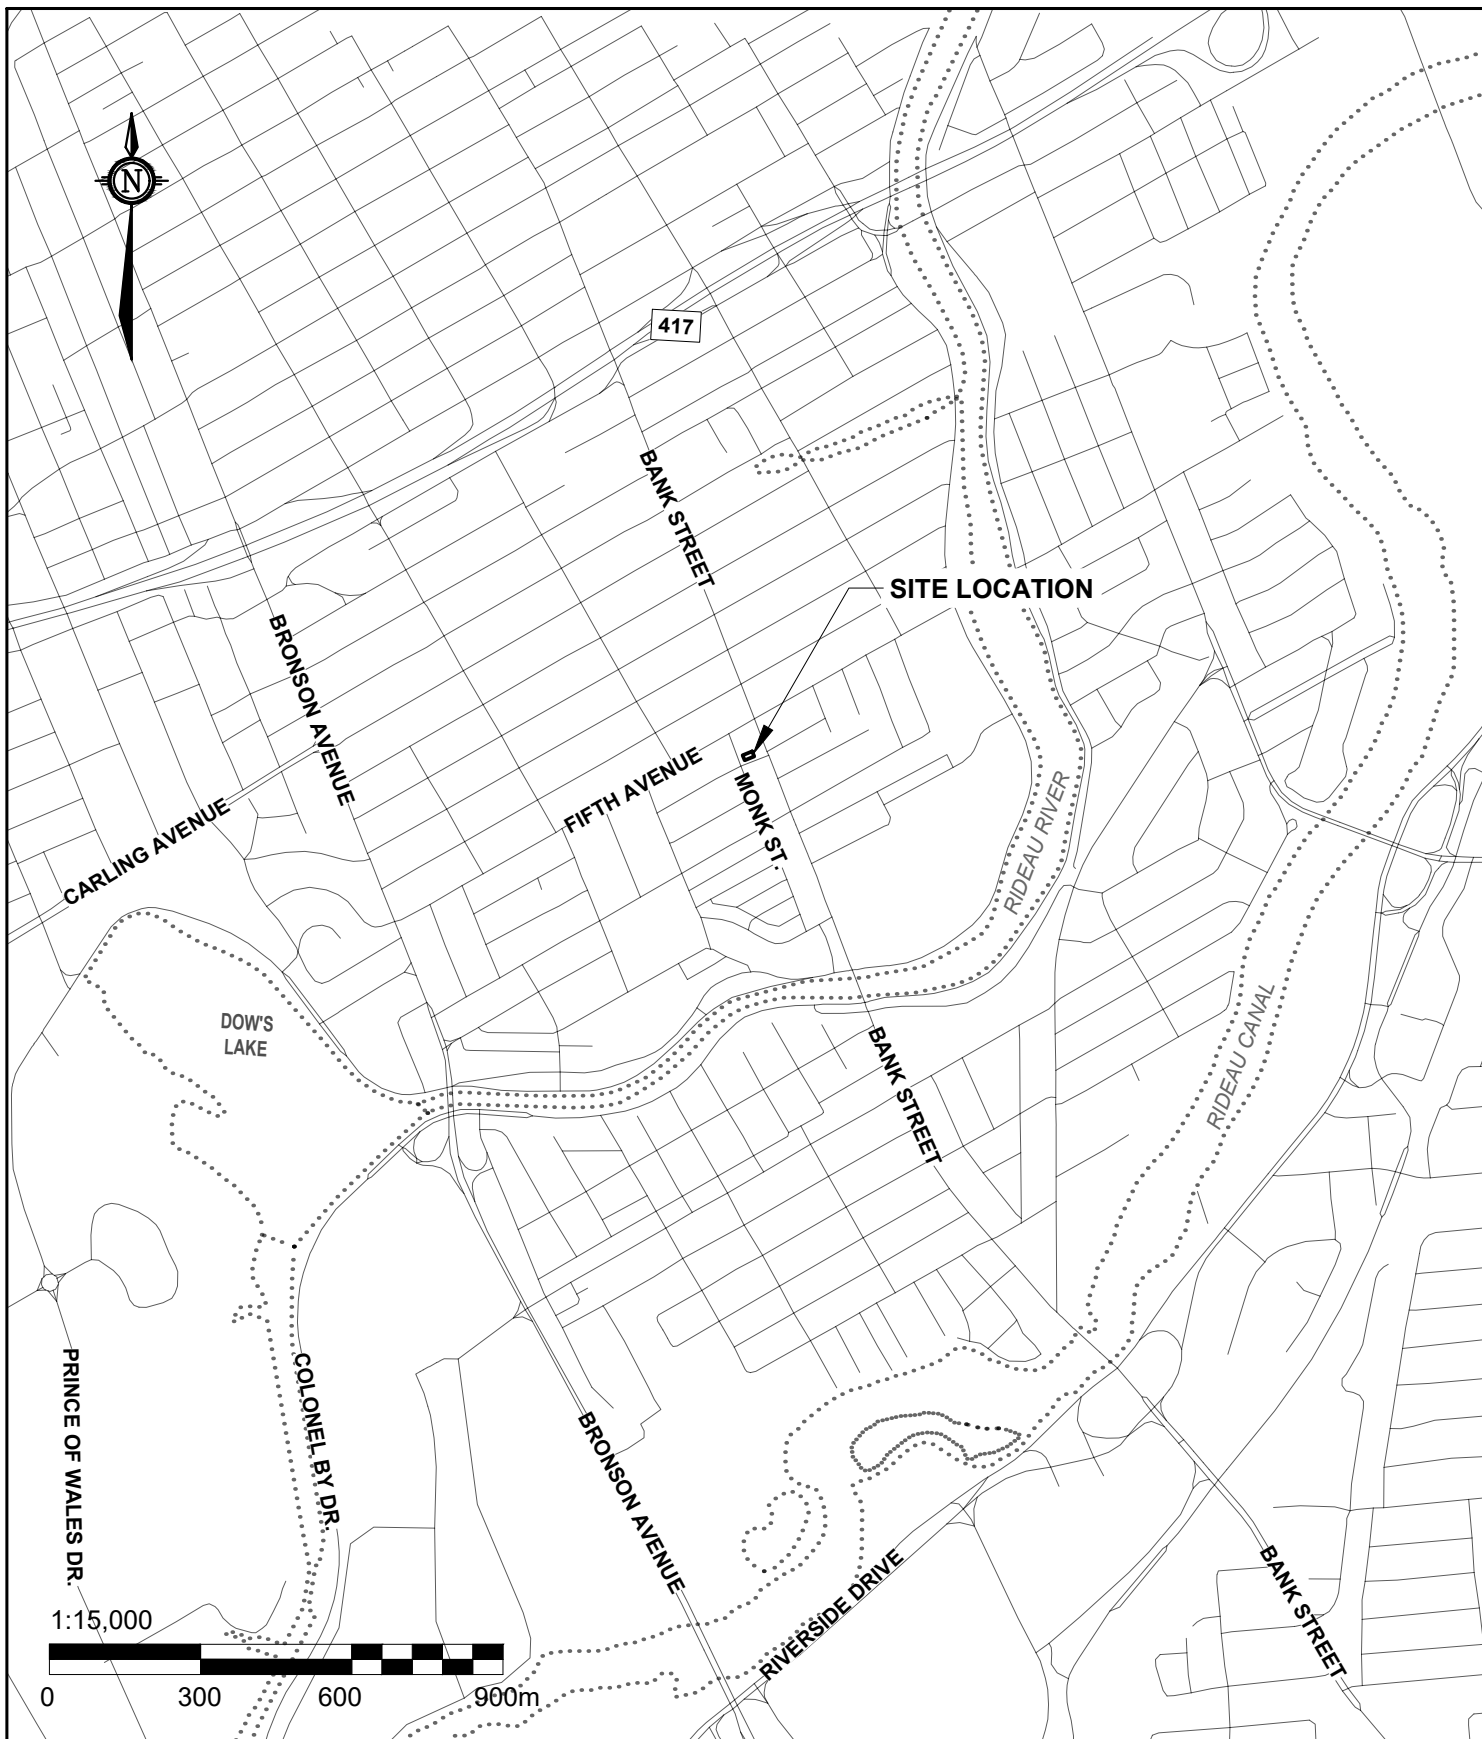 N
417
BANK STREET
SITE LOCATION
BRONSON AVENUE
FIFTH AVENUE
MONK ST.
CARLING AVENUE
RIDEAU RIVER
DOW'S
LAKE
BANK STREET
RIDEAU CANAL
PRINCE OF WALES DR.
COLONEL BY DR.
BRONSON AVENUE
RIVERSIDE DRIVE
BANK STREET
1:15,000
0 300 600 900m